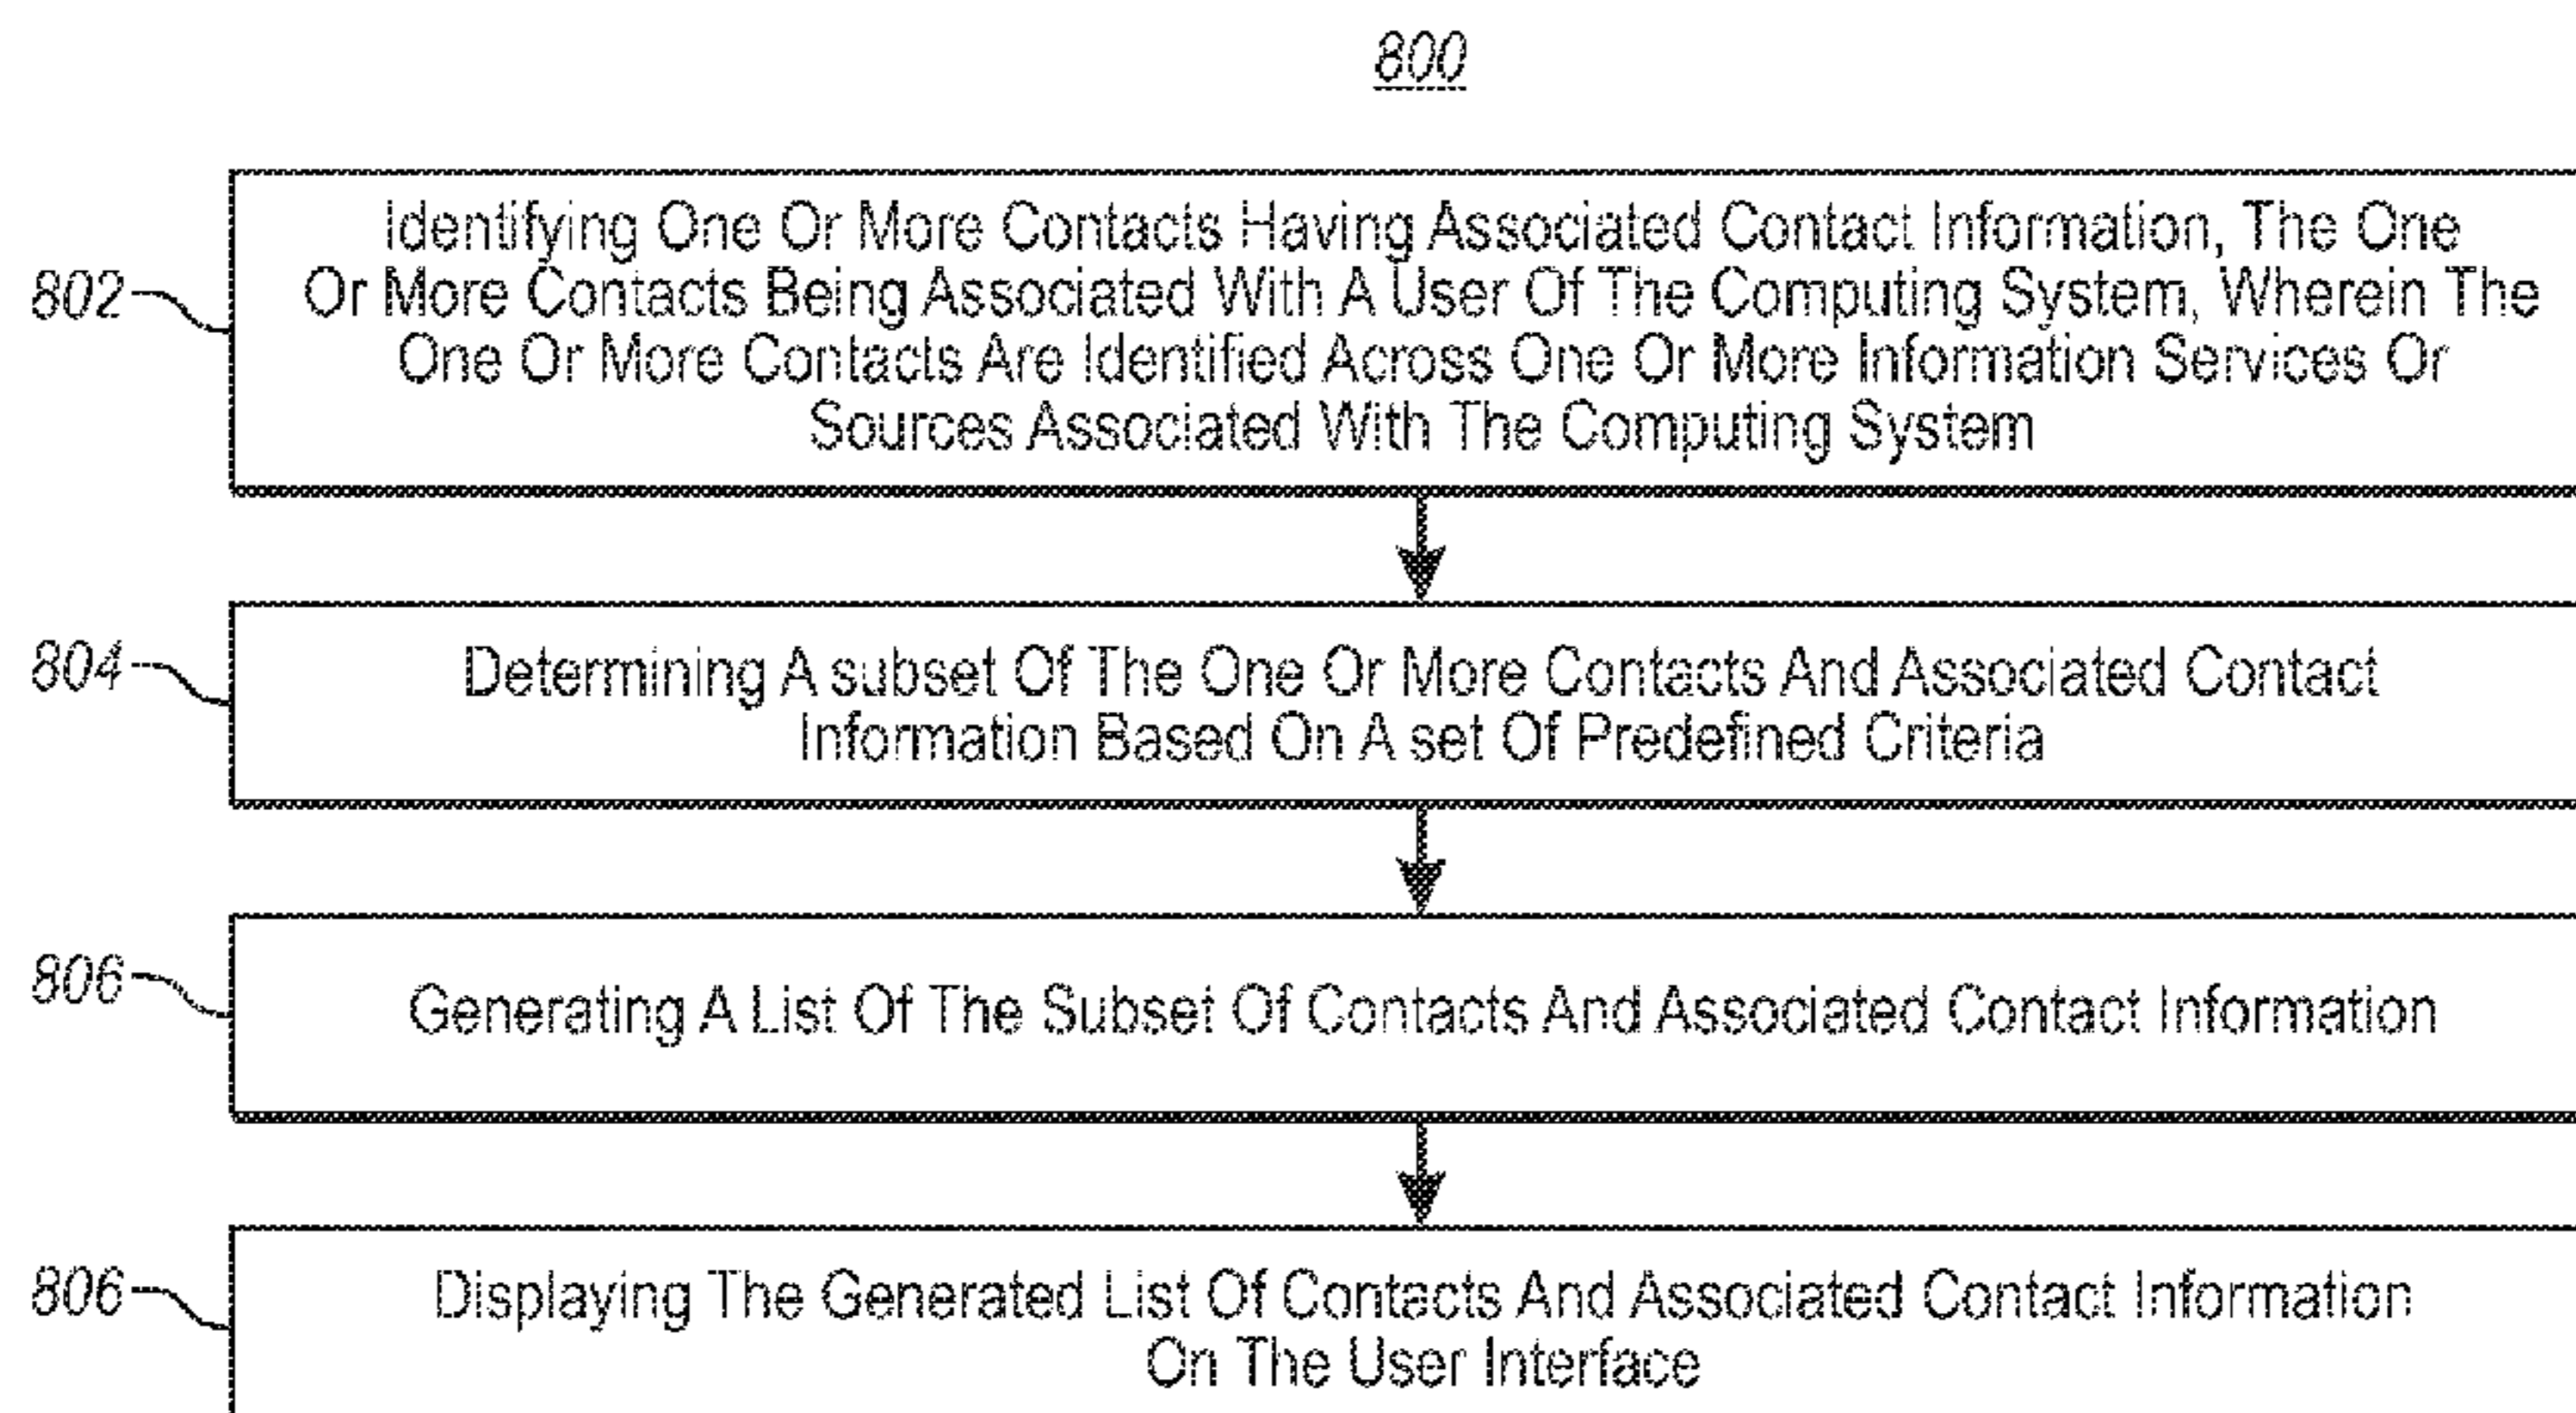 800
802
Identifying One Or More Contacts Having Associated Contact Information, The One
Or More Contacts Being Associated With A User Of The Computing System, Wherein The
One Or More Contacts Are Identified Across One Or More Information Services Or
Sources Associated With The Computing System
804
Determining A subset Of The One Or More Contacts And Associated Contact
Information Based On A set Of Predefined Criteria
806
Generating A List Of The Subset Of Contacts And Associated Contact Information
806
Displaying The Generated List Of Contacts And Associated Contact Information
On The User Interface